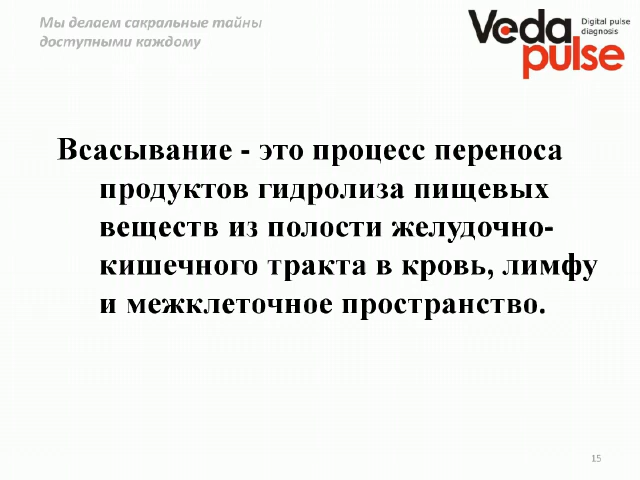 Мы делаем сакральные тайны
доступными каждому
Veda
pulse
Digital pulse
diagnosis
Всасывание - это процесс переноса
продуктов гидролиза пищевых
веществ из полости желудочно-
кишечного тракта в кровь, лимфу
и межклеточное пространство.
15